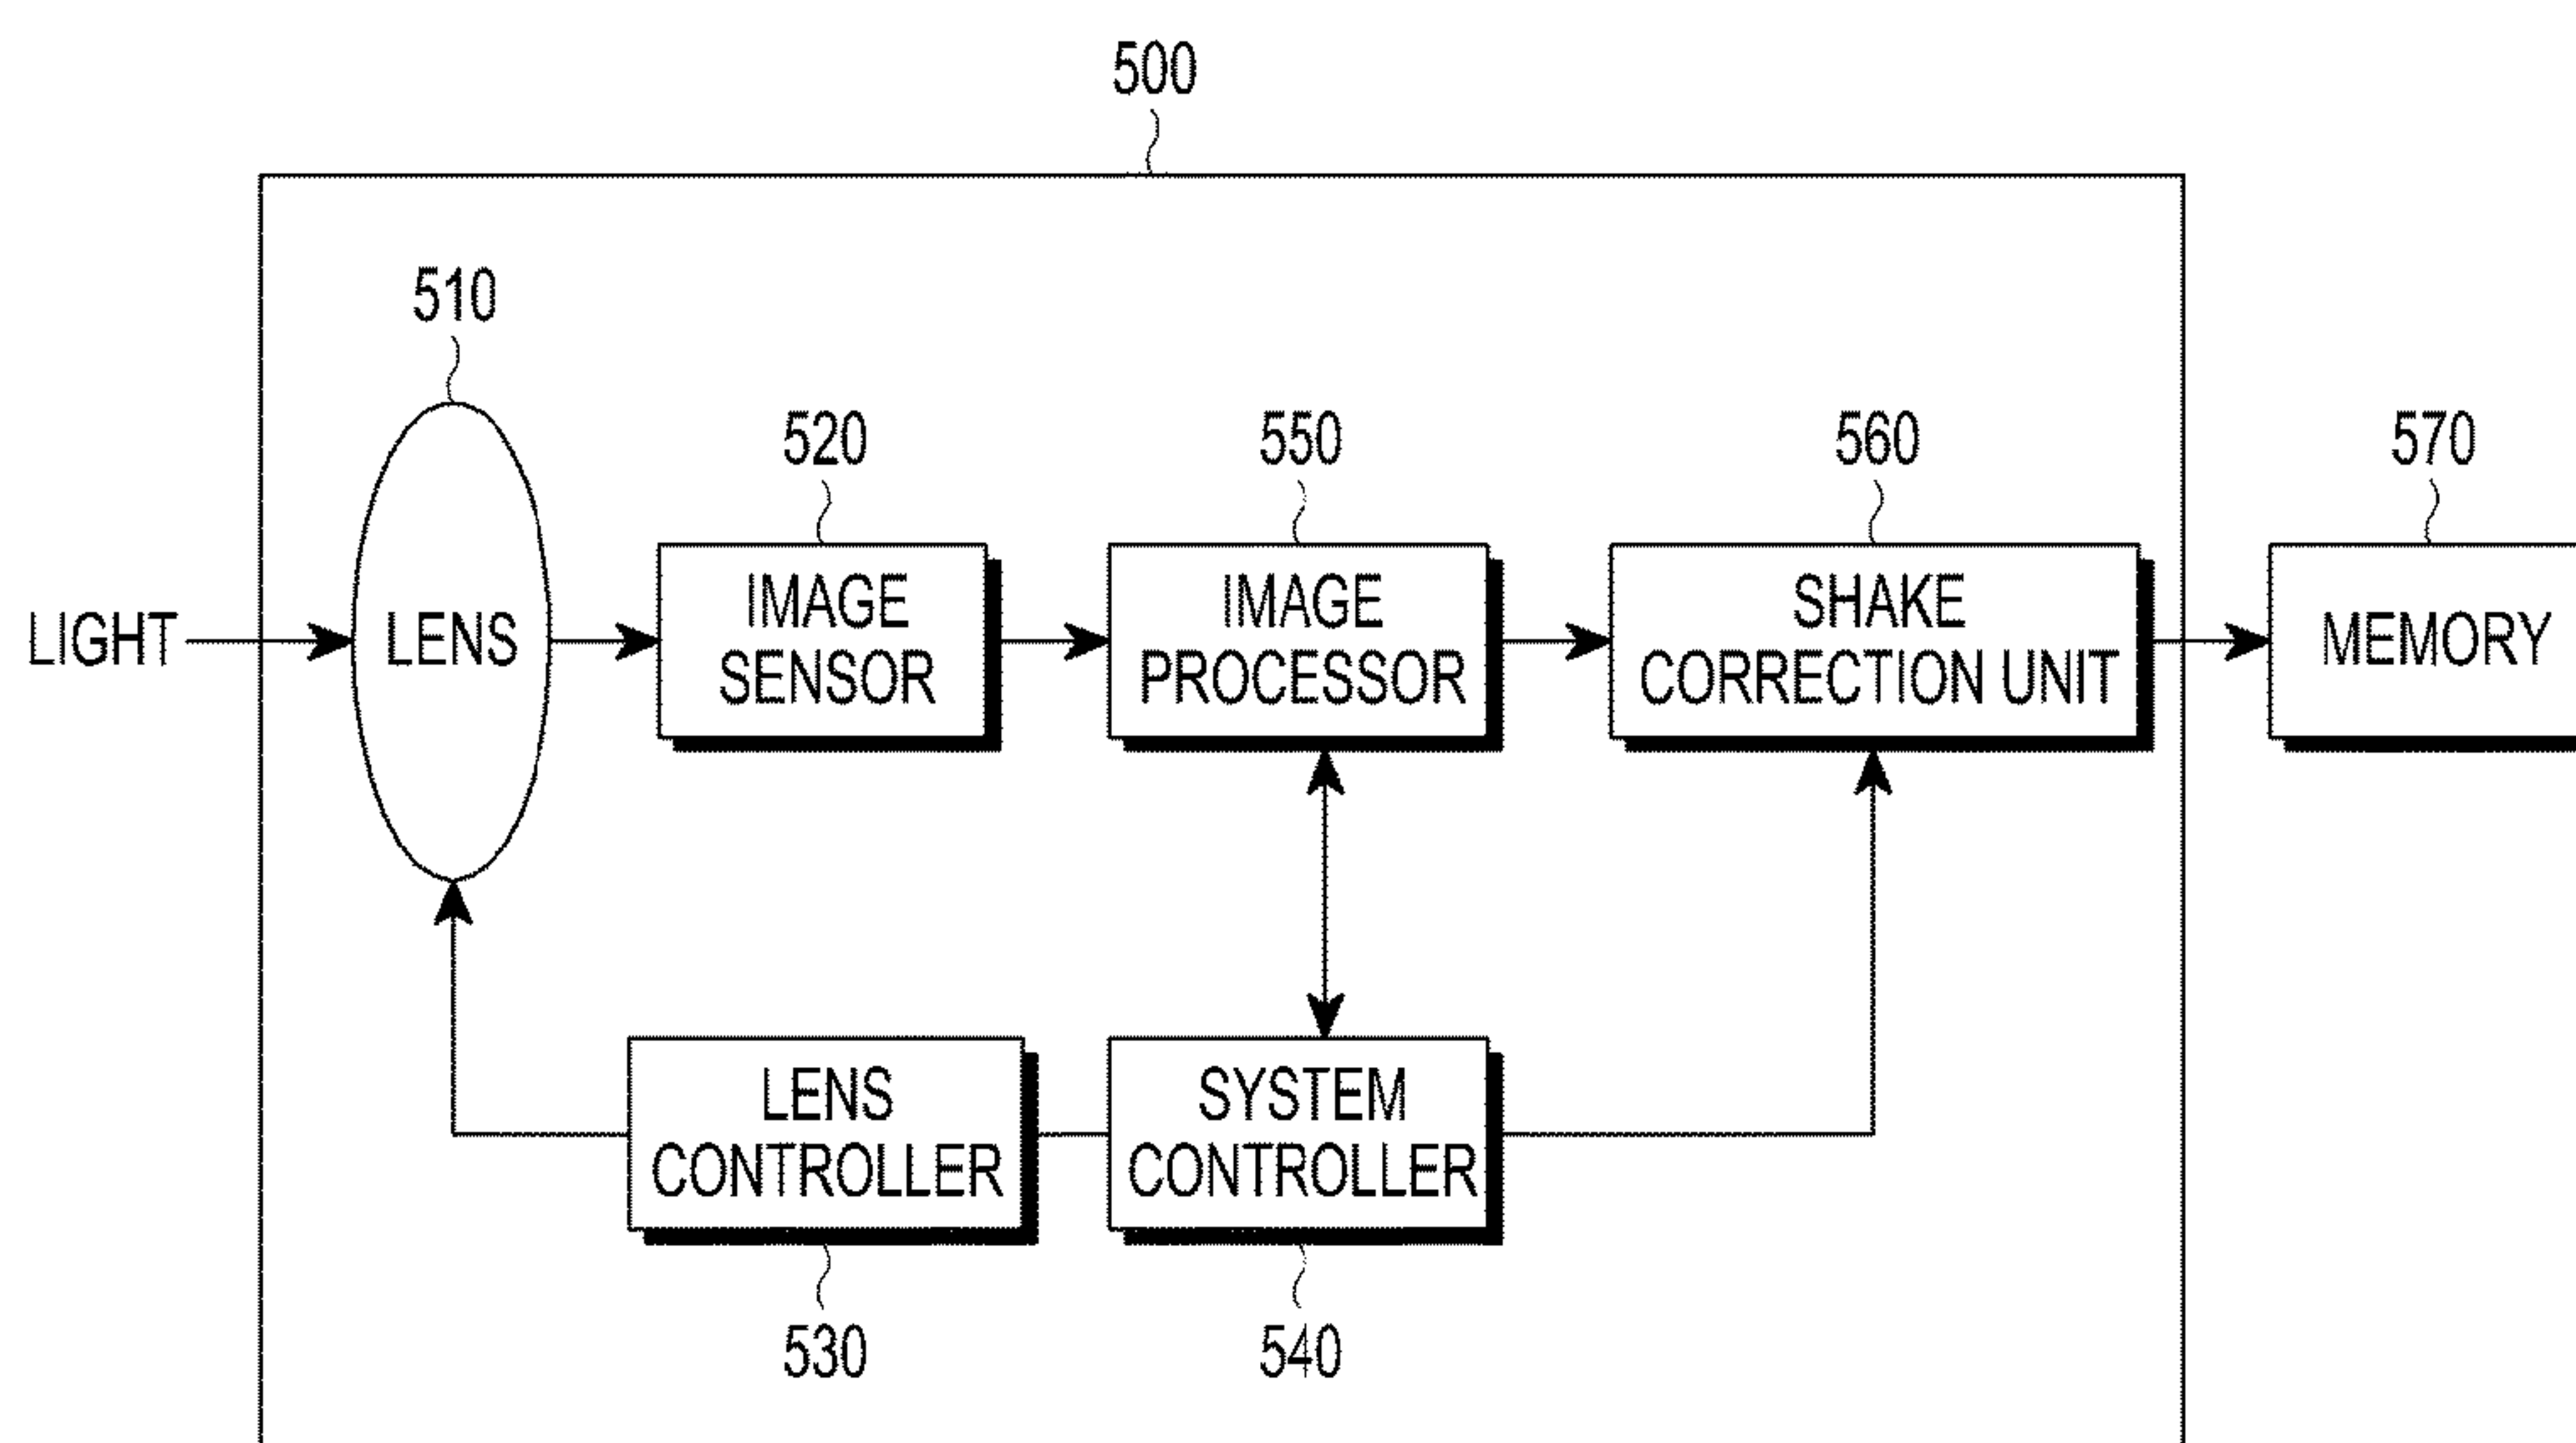 500
510
520
550
560
570
LIGHT
LENS
IMAGE
SENSOR
IMAGE
PROCESSOR
SHAKE
CORRECTION UNIT
MEMORY
LENS
CONTROLLER
SYSTEM
CONTROLLER
530
540